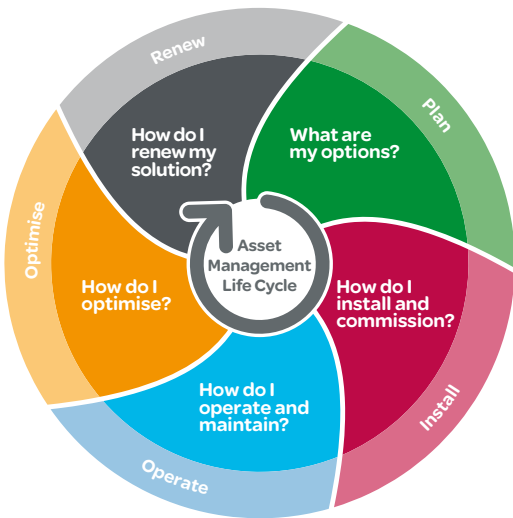 Renew
Plan
How do I
renew my
solution?
What are
my options?
Optimise
Asset
Management
Life Cycle
How do I
optimise?
How do I
install and
commission?
How do I
operate and
maintain?
Install
Operate